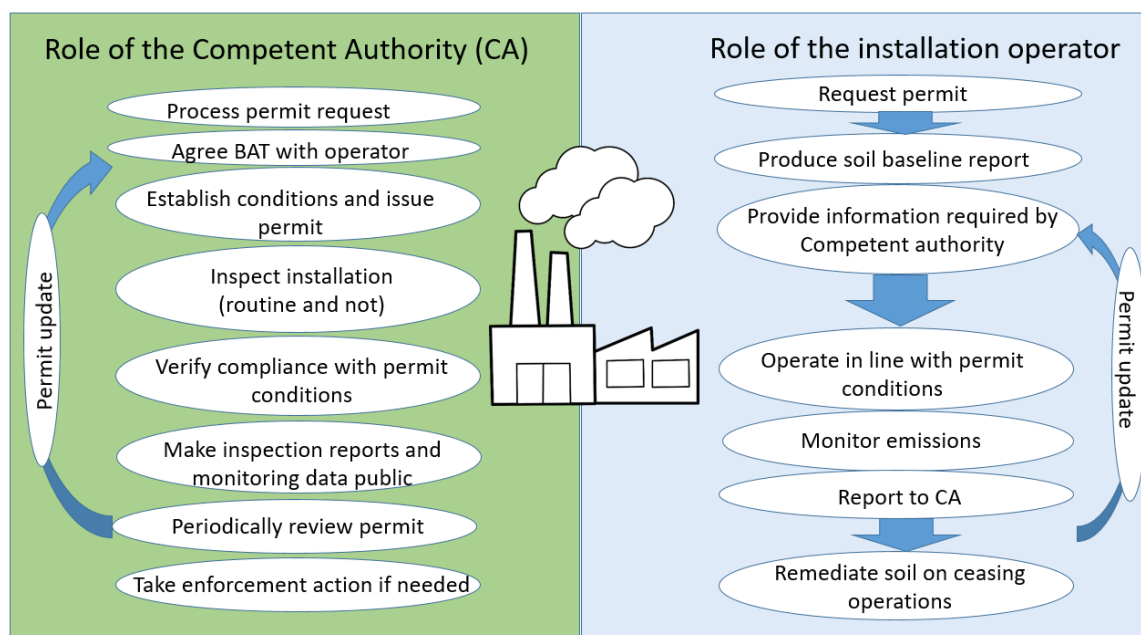 Role of the Competent Authority (CA)
Process permit request
Agree BAT with operator
Establish conditions and issue
permit
Inspect installation
(routine and not)
Verify compliance with permit
conditions
Make inspection reports and
monitoring data public
Periodically review permit
Take enforcement action if needed
Permit update
Role of the installation operator
Request permit
Produce soil baseline report
Provide information required by
Competent authority
Operate in line with permit
conditions
Monitor emissions
Report to CA
Remediate soil on ceasing
operations
Permit update